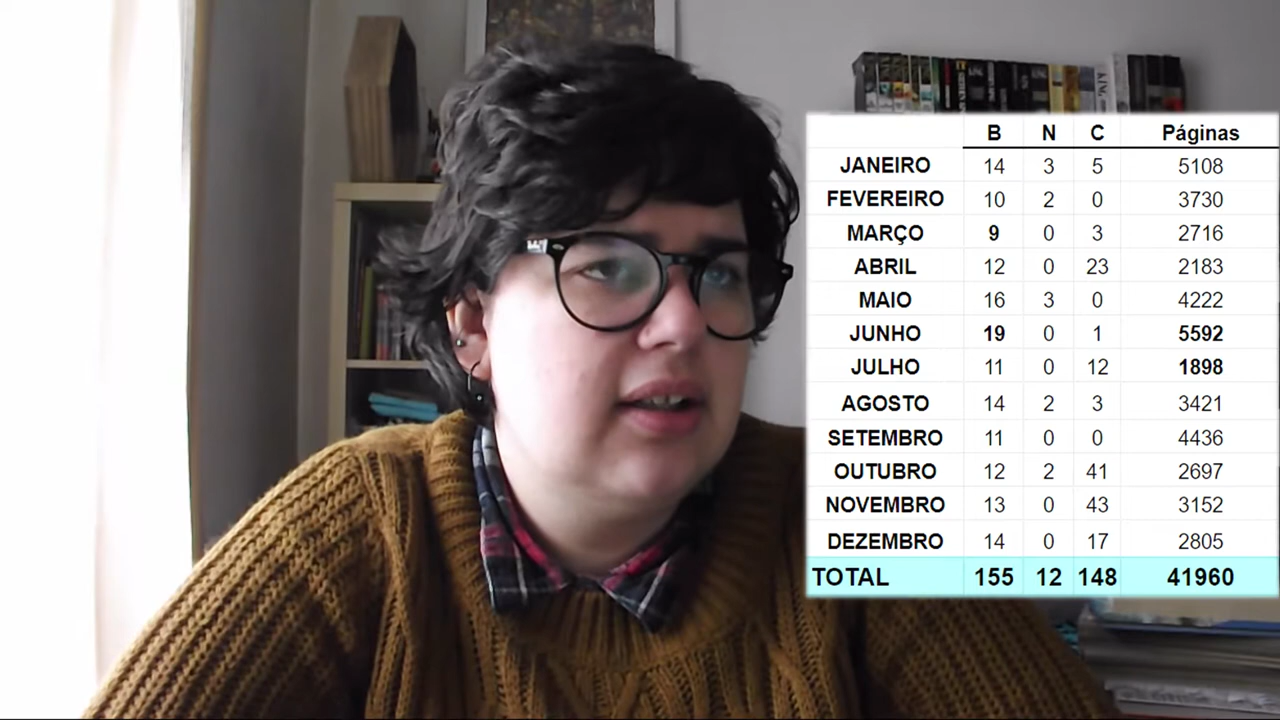 B N C Páginas
JANEIRO 14 3 5 5108
FEVEREIRO 10 2 0 3730
MARÇO 9 0 3 2716
ABRIL 12 0 23 2183
MAIO 16 3 0 4222
JUNHO 19 0 1 5592
JULHO 11 0 12 1898
AGOSTO 14 2 3 3421
SETEMBRO 11 0 0 4436
OUTUBRO 12 2 41 2697
NOVEMBRO 13 0 43 3152
DEZEMBRO 14 0 17 2805
TOTAL 155 12 148 41960
KING